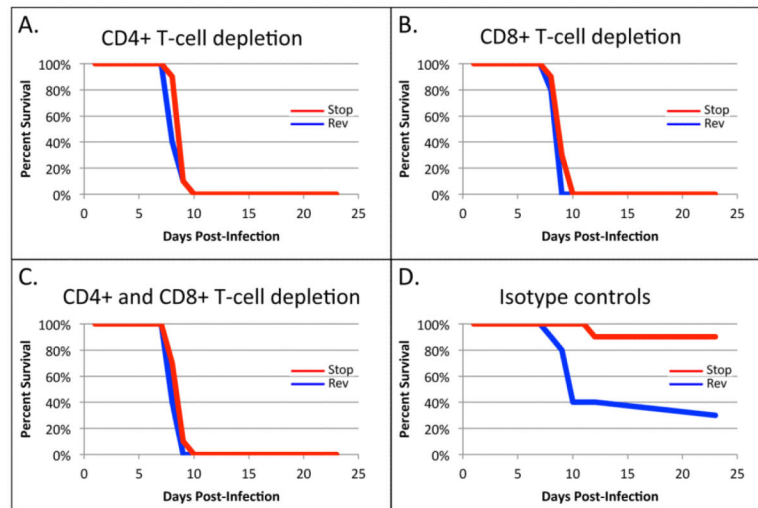 A.
CD4+ T-cell depletion
100%
80%
60%
40%
20%
0%
Percent Survival
Stop
Rev
0 5 10 15 20 25
Days Post-Infection
B.
CD8+ T-cell depletion
100%
80%
60%
40%
20%
0%
Percent Survival
Stop
Rev
0 5 10 15 20 25
Days Post-Infection
C.
CD4+ and CD8+ T-cell depletion
100%
80%
60%
40%
20%
0%
Percent Survival
Stop
Rev
0 5 10 15 20 25
Days Post-Infection
D.
Isotype controls
100%
80%
60%
40%
20%
0%
Percent Survival
Stop
Rev
0 5 10 15 20 25
Days Post-Infection